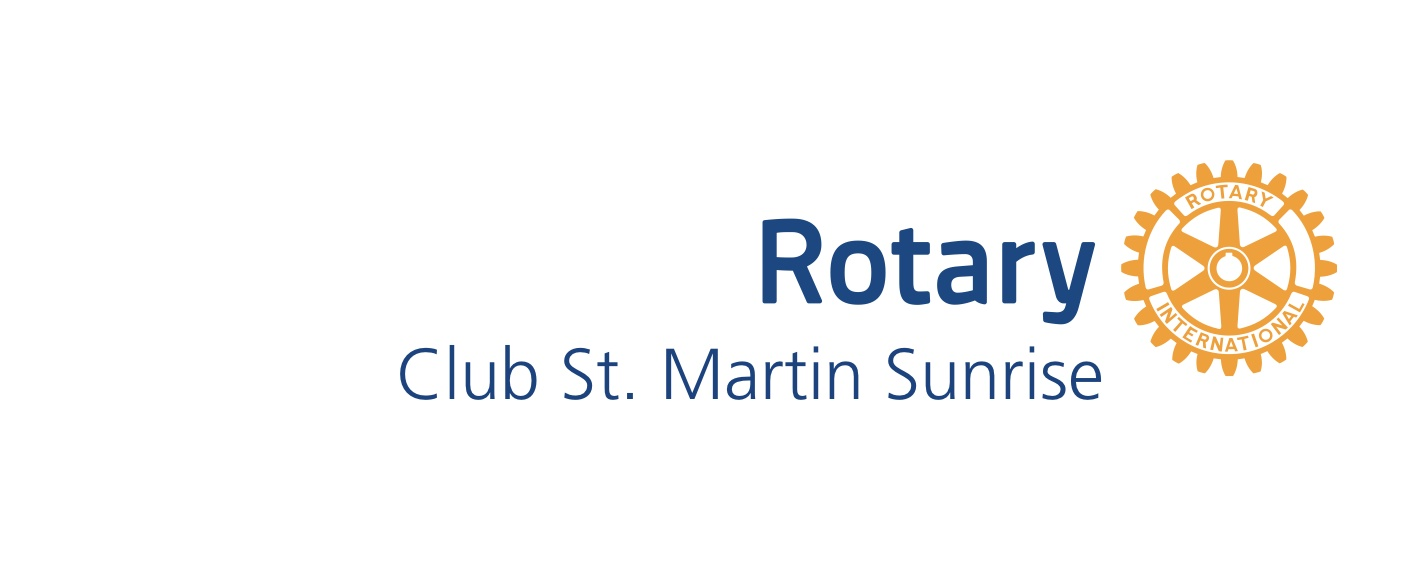 Rotary
Club St. Martin Sunrise
ROTARY
INTERNATIONAL